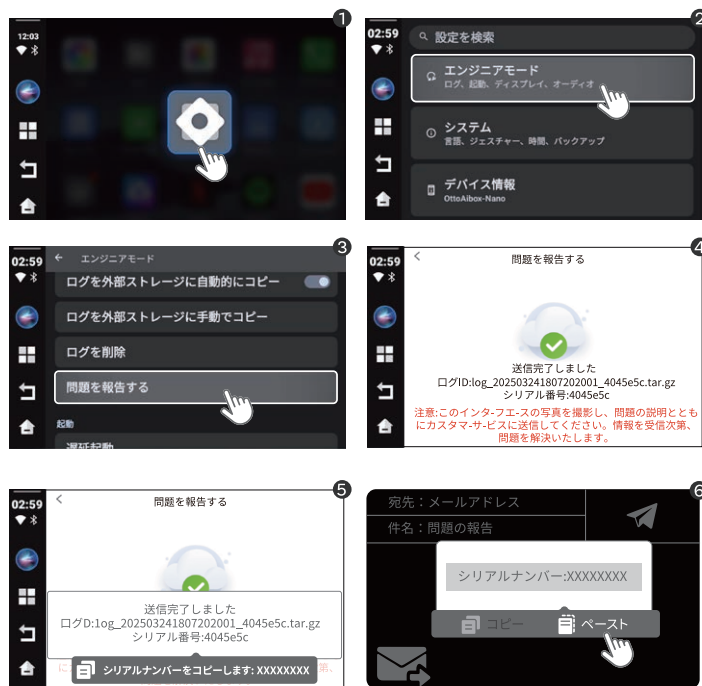 1
12:03
2
02:59
設定を検索
エンジニアモード
ログ、起動、ディスプレイ、オーディオ
システム
言語、ジェスチャー、時間、バックアップ
デバイス情報
OttoAibox-Nano
3
02:59
エンジニアモード
ログを外部ストレージに自動的にコピー
ログを外部ストレージに手動でコピー
ログを削除
問題を報告する
起動
遅延起動
4
02:59
問題を報告する
送信完了しました
ログID:log_202503241807202001_4045e5c.tar.gz
シリアル番号:4045e5c
注意:このインタ-フエ-スの写真を撮影し、問題の説明ととも
にカスタマ-サ-ビスに送信してください。情報を受信次第、
問題を解決いたします。
5
02:59
問題を報告する
送信完了しました
ログD:1og_202503241807202001_4045e5c.tar.gz
シリアル番号:4045e5c
に
第、
シリアルナンバーをコピーします: XXXXXXXX
6
宛先：メールアドレス
件名：問題の報告
シリアルナンバー:XXXXXXXX
コピー
ペースト